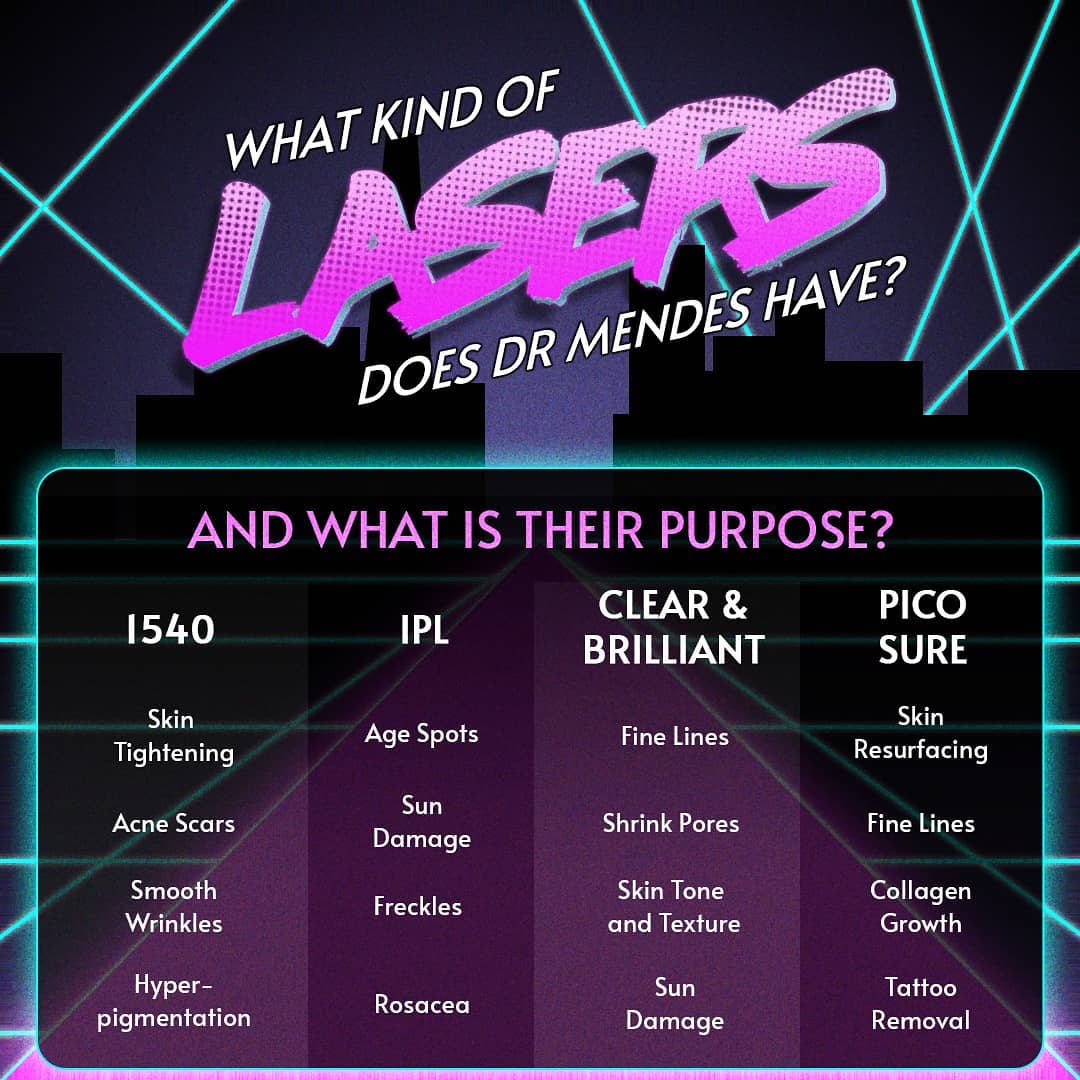 WHAT KIND OF
LASERS
DOES DR MENDES HAVE?
AND WHAT IS THEIR PURPOSE?
1540
Skin
Tightening
Acne Scars
Smooth
Wrinkles
Hyper-
pigmentation
IPL
Age Spots
Sun
Damage
Freckles
Rosacea
CLEAR &
BRILLIANT
Fine Lines
Shrink Pores
Skin Tone
and Texture
Sun
Damage
PICO
SURE
Skin
Resurfacing
Fine Lines
Collagen
Growth
Tattoo
Removal